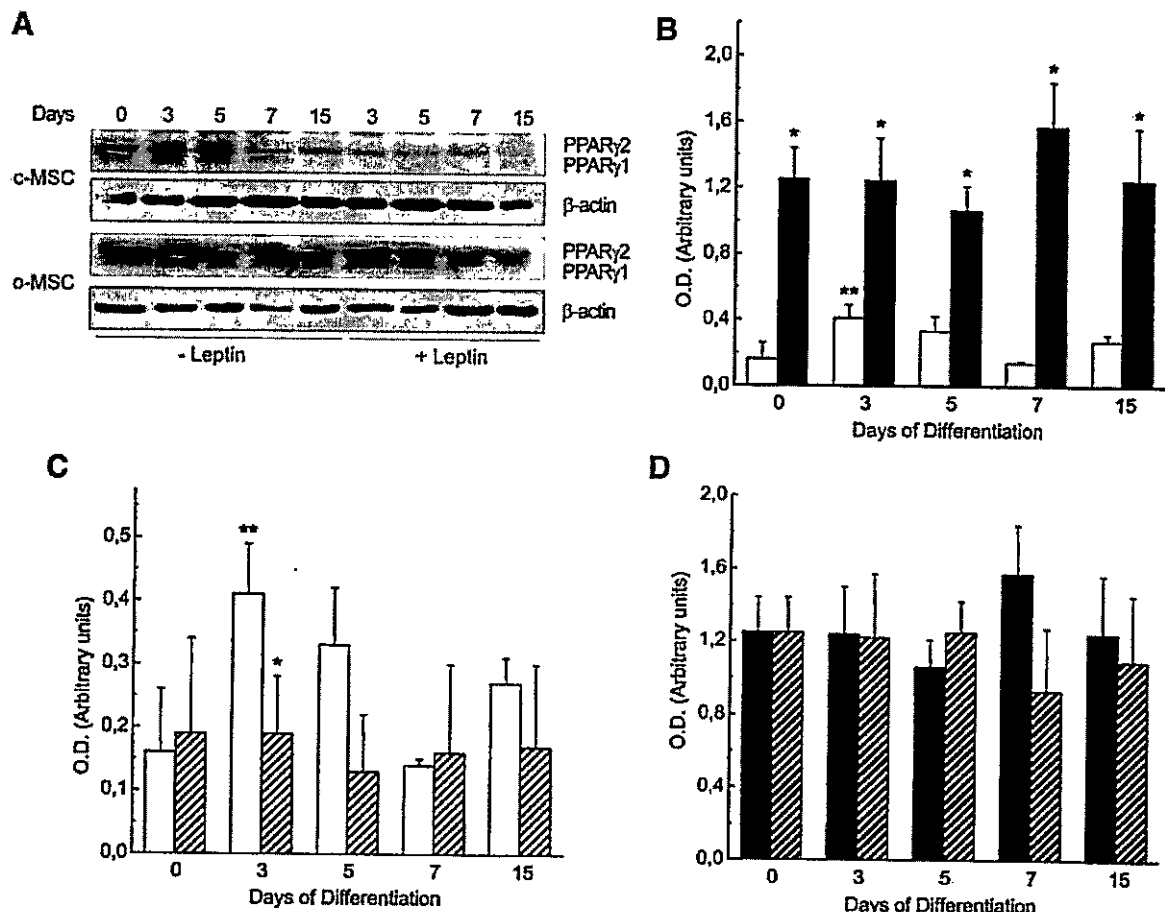 A
Days 0 3 5 7 15 3 5 7 15
c-MSC
PPARγ2
PPARγ1
β-actin
o-MSC
PPARγ2
PPARγ1
β-actin
- Leptin + Leptin
B
O.D. (Arbitrary units)
2,0
1,6
1,2
0,8
0,4
0,0
* * * * *
**
0 3 5 7 15
Days of Differentiation
C
O.D. (Arbitrary units)
0,5
0,4
0,3
0,2
0,1
0,0
**
*
0 3 5 7 15
Days of Differentiation
D
O.D. (Arbitrary units)
2,0
1,6
1,2
0,8
0,4
0,0
0 3 5 7 15
Days of Differentiation